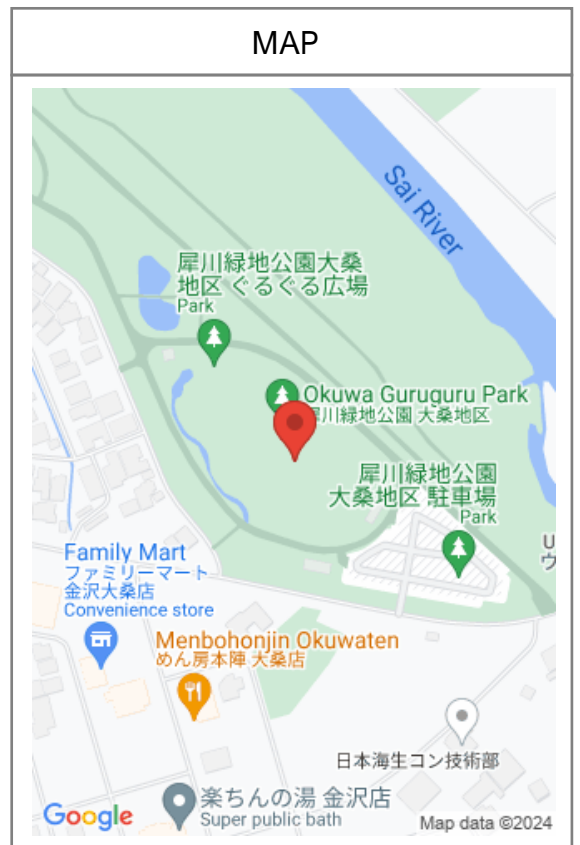 MAP
Sai River
犀川緑地公園大桑
地区 ぐるぐる広場
Park
Okuwa Guruguru Park
犀川緑地公園 大桑地区
犀川緑地公園
大桑地区 駐車場
Park
U
ウ
Family Mart
ファミリーマート
金沢大桑店
Convenience store
Menbohonjin Okuwaten
めん房本陣 大桑店
日本海生コン技術部
楽ちんの湯 金沢店
Super public bath
Google
Map data ©2024